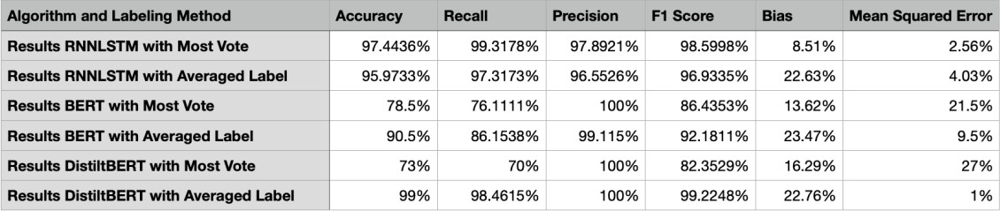 Algorithm and Labeling Method Accuracy Recall Precision F1 Score Bias Mean Squared Error
Results RNNLSTM with Most Vote 97.4436% 99.3178% 97.8921% 98.5998% 8.51% 2.56%
Results RNNLSTM with Averaged Label 95.9733% 97.3173% 96.5526% 96.9335% 22.63% 4.03%
Results BERT with Most Vote 78.5% 76.1111% 100% 86.4353% 13.62% 21.5%
Results BERT with Averaged Label 90.5% 86.1538% 99.115% 92.1811% 23.47% 9.5%
Results DistiltBERT with Most Vote 73% 70% 100% 82.3529% 16.29% 27%
Results DistiltBERT with Averaged Label 99% 98.4615% 100% 99.2248% 22.76% 1%